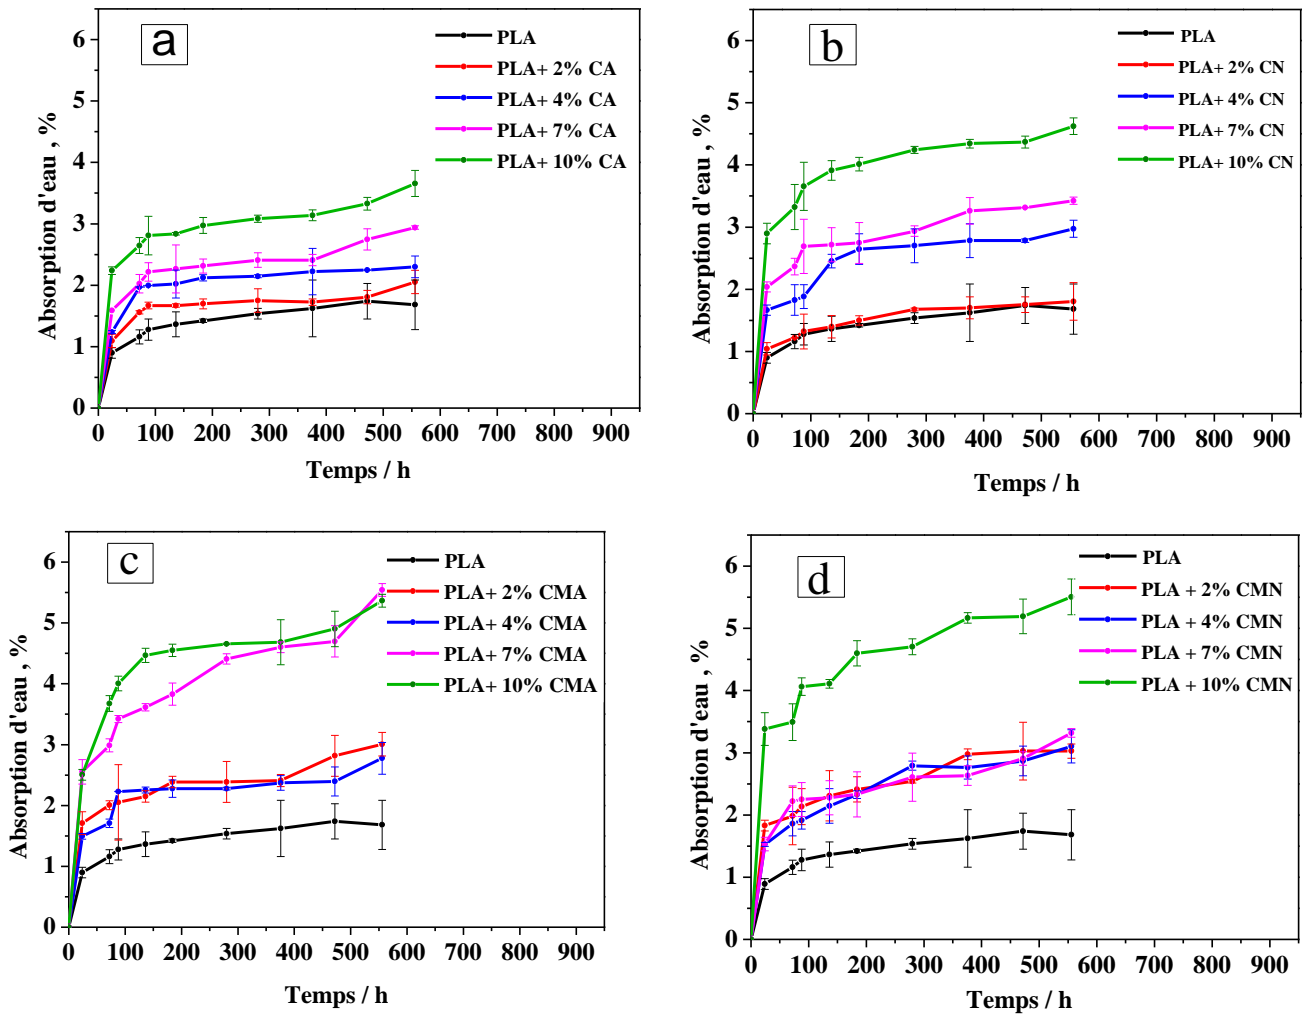 a
PLA
PLA+ 2% CA
PLA+ 4% CA
PLA+ 7% CA
PLA+ 10% CA
Absorption d'eau , %
6
5
4
3
2
1
0
0 100 200 300 400 500 600 700 800 900
Temps / h
b
PLA
PLA+ 2% CN
PLA+ 4% CN
PLA+ 7% CN
PLA+ 10% CN
Absorption d'eau , %
6
5
4
3
2
1
0
0 100 200 300 400 500 600 700 800 900
Temps / h
c
PLA
PLA+ 2% CMA
PLA+ 4% CMA
PLA+ 7% CMA
PLA+ 10% CMA
Absorption d'eau , %
6
5
4
3
2
1
0
0 100 200 300 400 500 600 700 800 900
Temps / h
d
PLA
PLA + 2% CMN
PLA + 4% CMN
PLA + 7% CMN
PLA + 10% CMN
Absorption d'eau , %
6
5
4
3
2
1
0
0 100 200 300 400 500 600 700 800 900
Temps / h